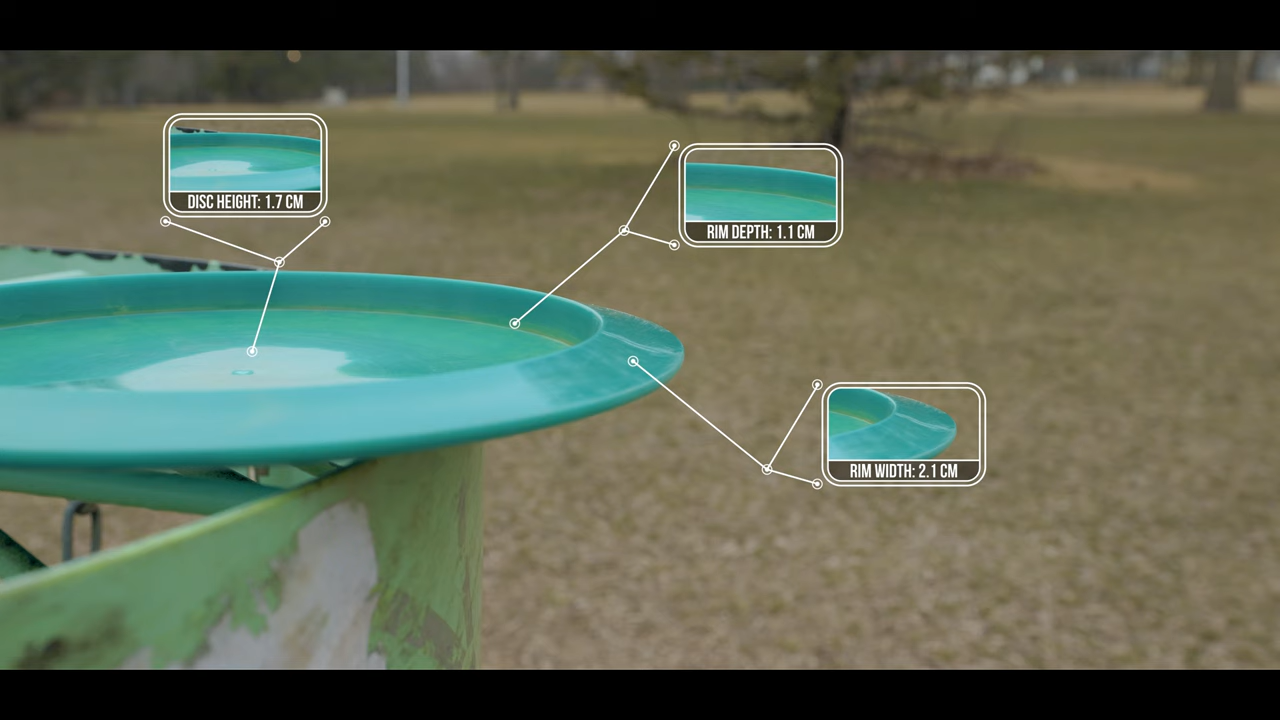 DISC HEIGHT: 1.7 CM
RIM DEPTH: 1.1 CM
RIM WIDTH: 2.1 CM